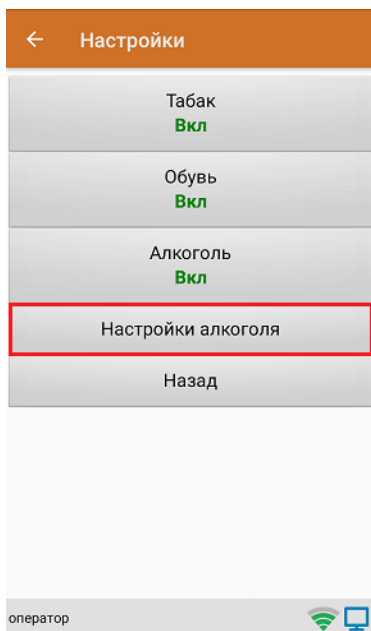 Настройки
Табак
Вкл
Обувь
Вкл
Алкоголь
Вкл
Настройки алкоголя
Назад
оператор